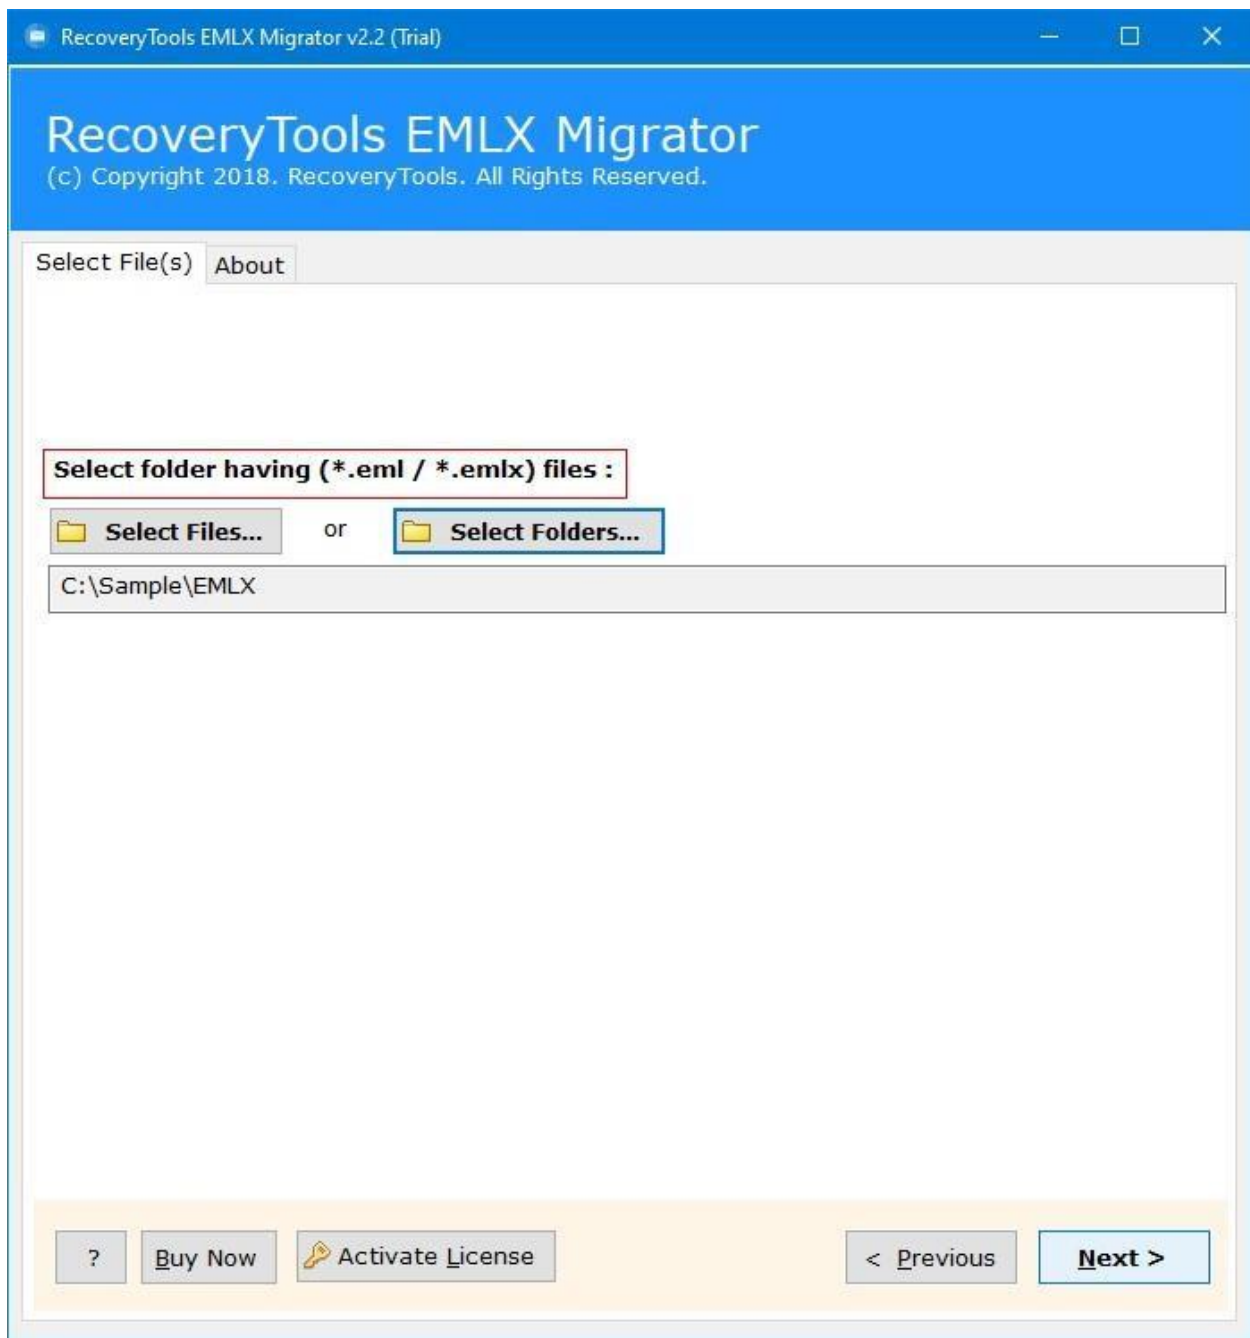 RecoveryTools EMLX Migrator v2.2 (Trial)
RecoveryTools EMLX Migrator
(c) Copyright 2018. RecoveryTools. All Rights Reserved.
Select File(s) About
Select folder having (*.eml / *.emlx) files :
Select Files... or Select Folders...
C:\Sample\EMLX
? Buy Now Activate License < Previous Next >